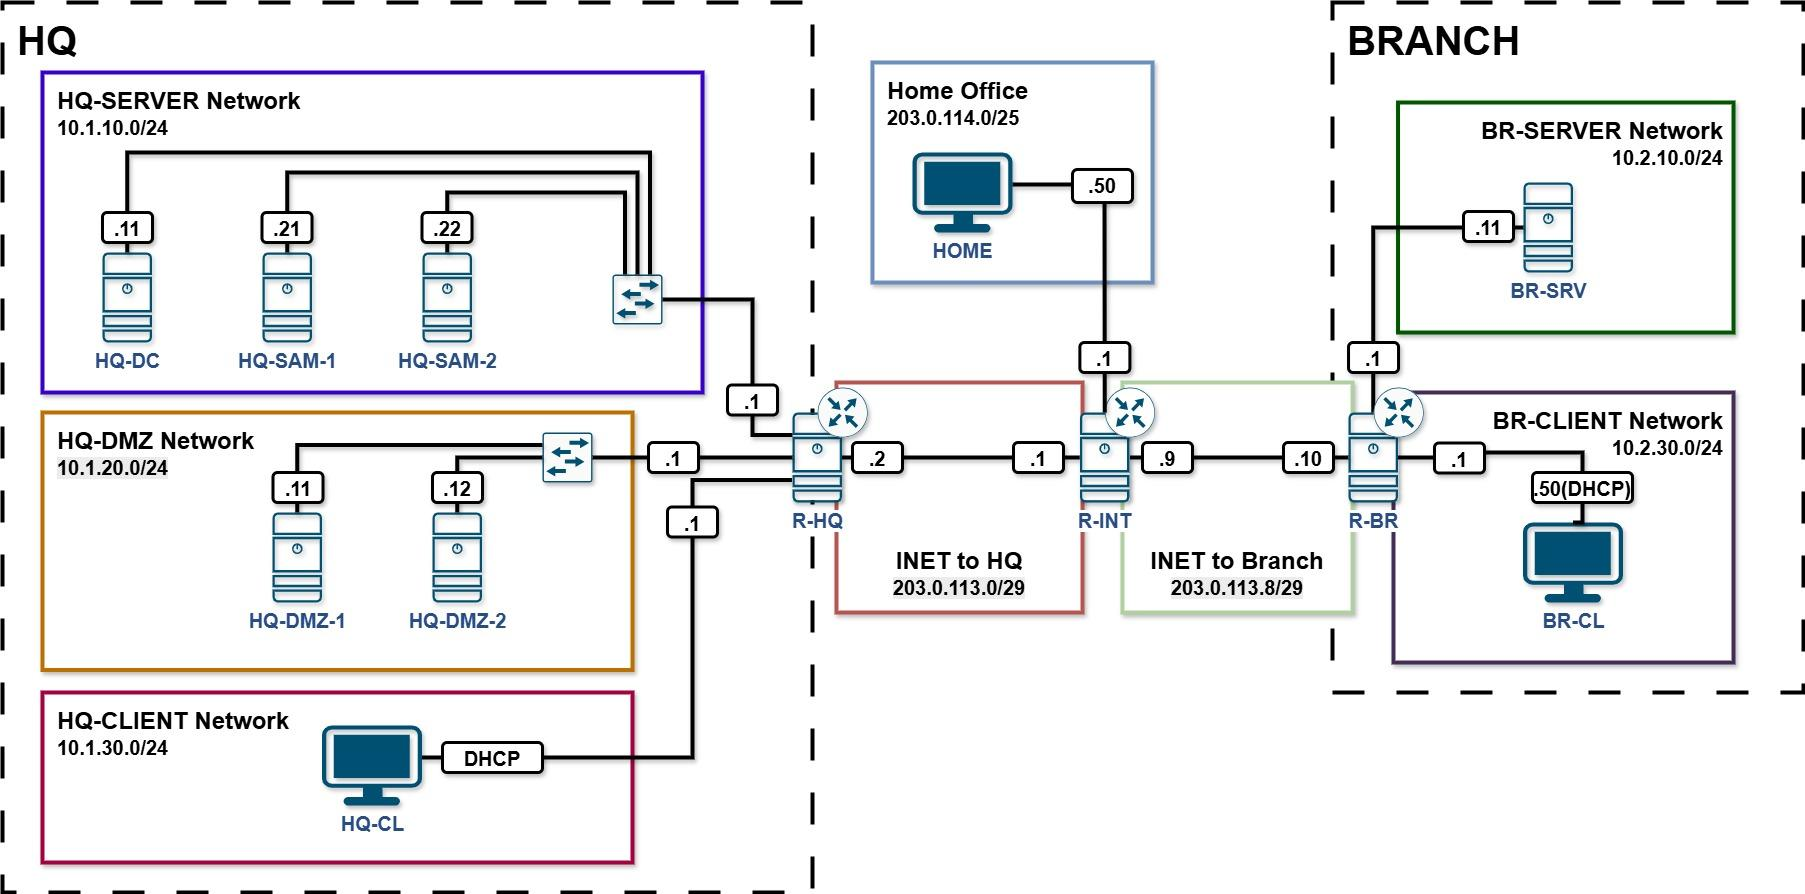 HQ
HQ-SERVER Network
10.1.10.0/24
.11
.21
.22
HQ-DC
HQ-SAM-1
HQ-SAM-2
.1
HQ-DMZ Network
10.1.20.0/24
.11
.12
.1
HQ-DMZ-1
HQ-DMZ-2
.1
HQ-CLIENT Network
10.1.30.0/24
DHCP
HQ-CL
R-HQ
.2
.1
INET to HQ
203.0.113.0/29
Home Office
203.0.114.0/25
.50
HOME
.1
R-INT
.9
.10
INET to Branch
203.0.113.8/29
BRANCH
BR-SERVER Network
10.2.10.0/24
.11
BR-SRV
.1
R-BR
BR-CLIENT Network
10.2.30.0/24
.1
.50(DHCP)
BR-CL